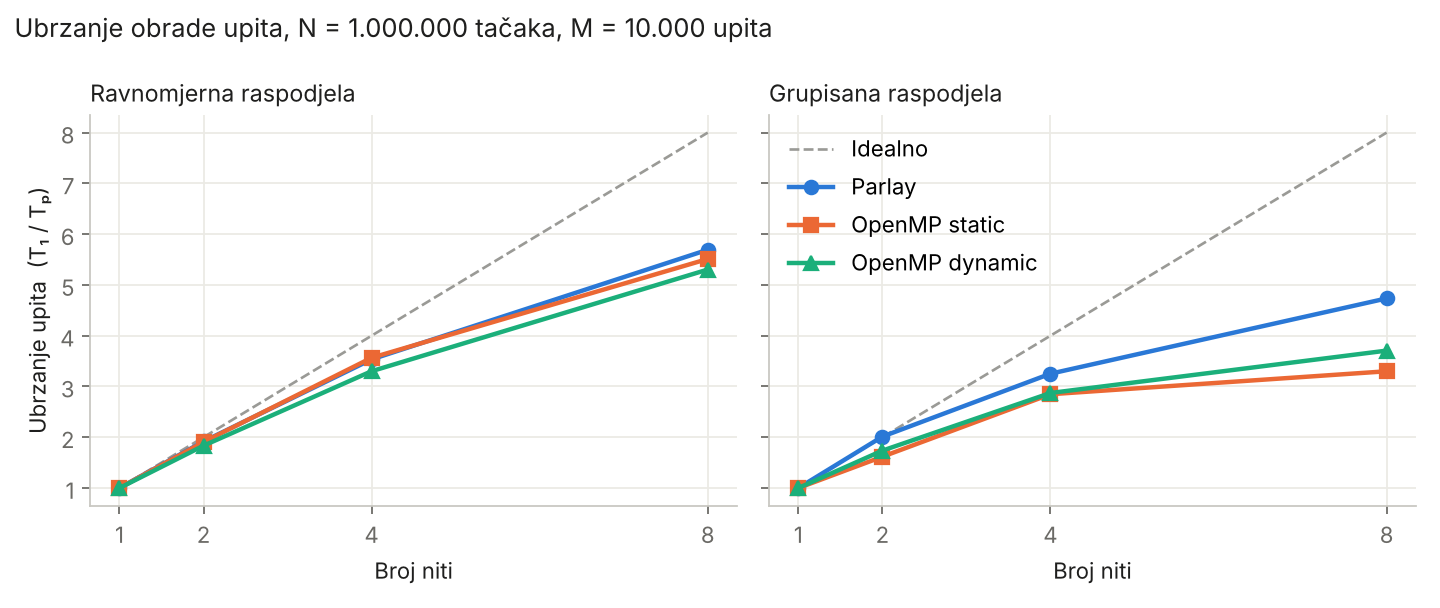 Ubrzanje obrade upita, N = 1.000.000 tačaka, M = 10.000 upita
Ravnomjerna raspodjela
Ubrzanje upita (T₁ / Tₚ)
8
7
6
5
4
3
2
1
1 2 4 8
Broj niti
Grupisana raspodjela
Idealno
Parlay
OpenMP static
OpenMP dynamic
1 2 4 8
Broj niti